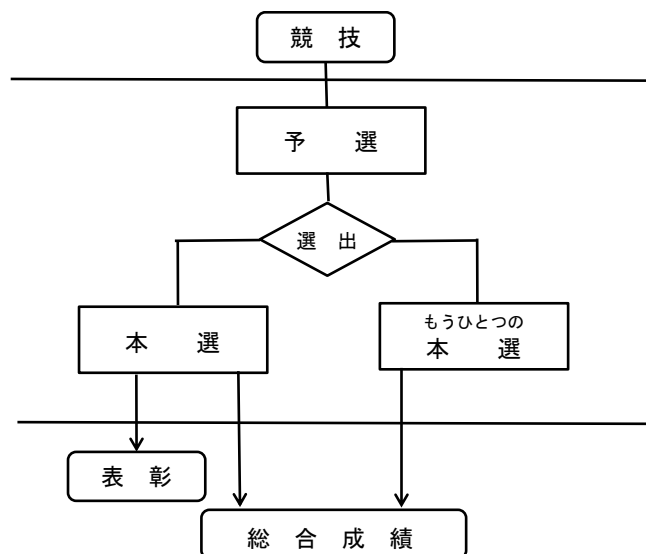 競 技
予 選
選 出
本 選
もうひとつの
本 選
表 彰
総 合 成 績